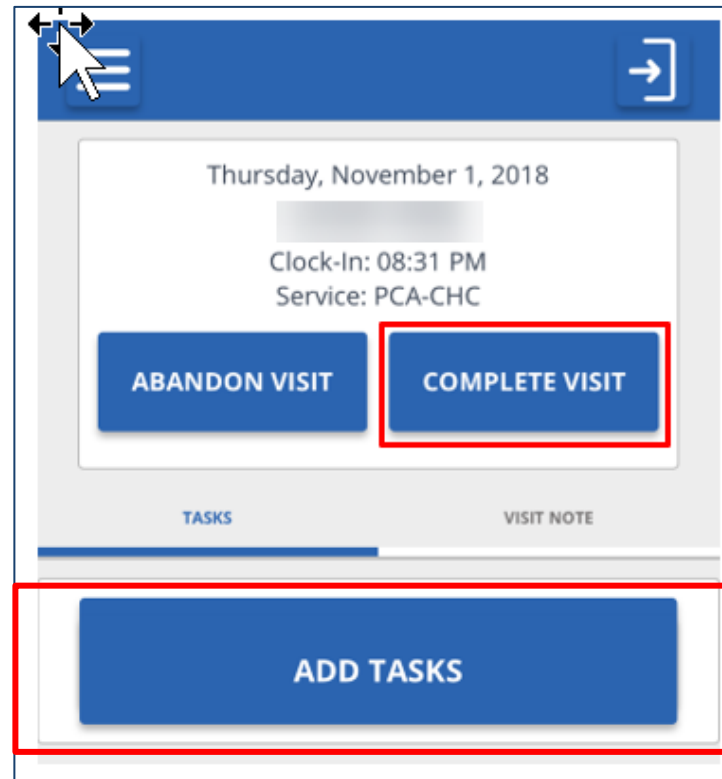 Thursday, November 1, 2018
Clock-In: 08:31 PM
Service: PCA-CHC
ABANDON VISIT
COMPLETE VISIT
TASKS
VISIT NOTE
ADD TASKS